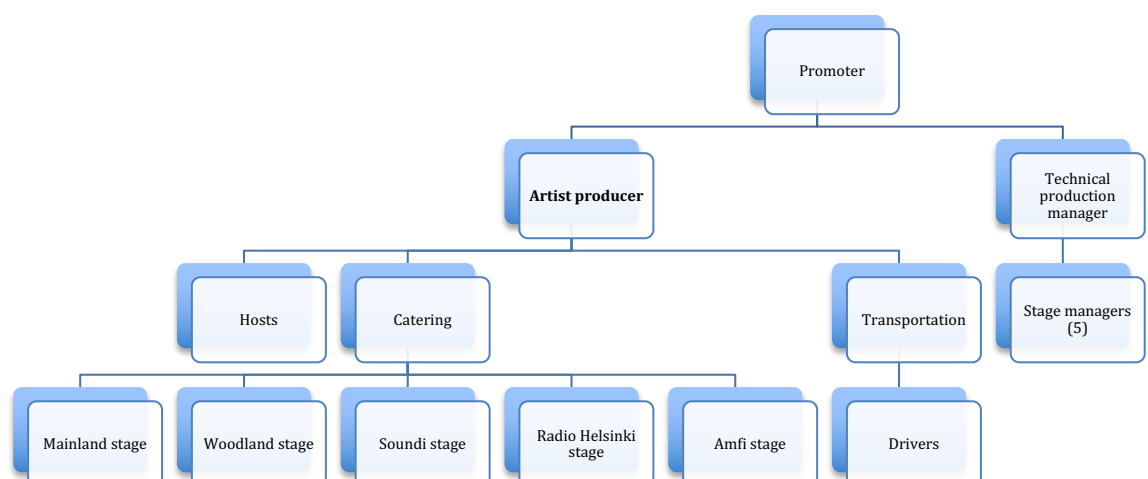 Promoter
Artist producer
Technical
production
manager
Hosts
Catering
Transportation
Stage managers
(5)
Mainland stage
Woodland stage
Soundi stage
Radio Helsinki
stage
Amfi stage
Drivers